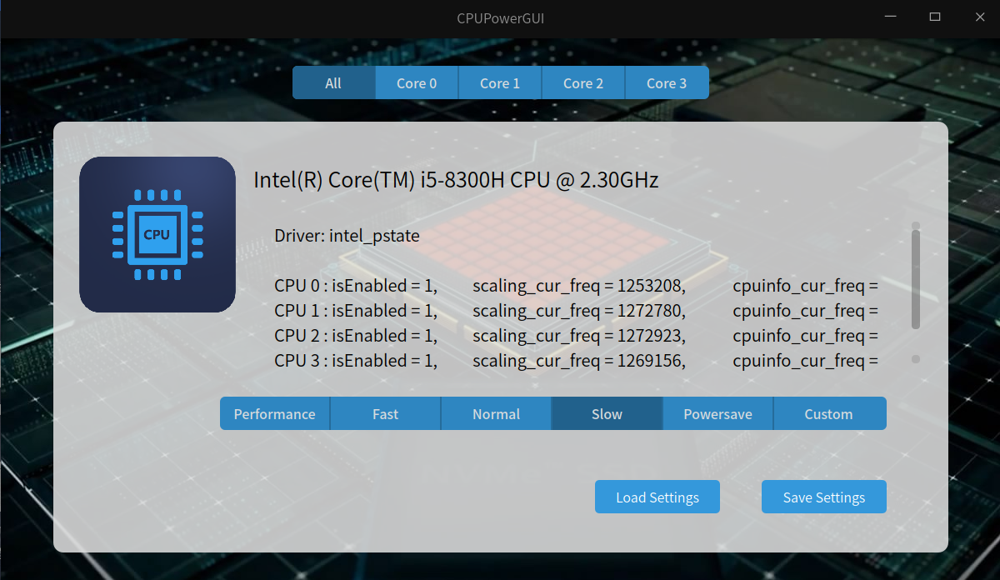 CPUPowerGUI
All Core 0 Core 1 Core 2 Core 3
Intel(R) Core(TM) i5-8300H CPU @ 2.30GHz
CPU
Driver: intel_pstate
CPU 0 : isEnabled = 1, scaling_cur_freq = 1253208, cpuinfo_cur_freq =
CPU 1 : isEnabled = 1, scaling_cur_freq = 1272780, cpuinfo_cur_freq =
CPU 2 : isEnabled = 1, scaling_cur_freq = 1272923, cpuinfo_cur_freq =
CPU 3 : isEnabled = 1, scaling_cur_freq = 1269156, cpuinfo_cur_freq =
Performance Fast Normal Slow Powersave Custom
Load Settings Save Settings